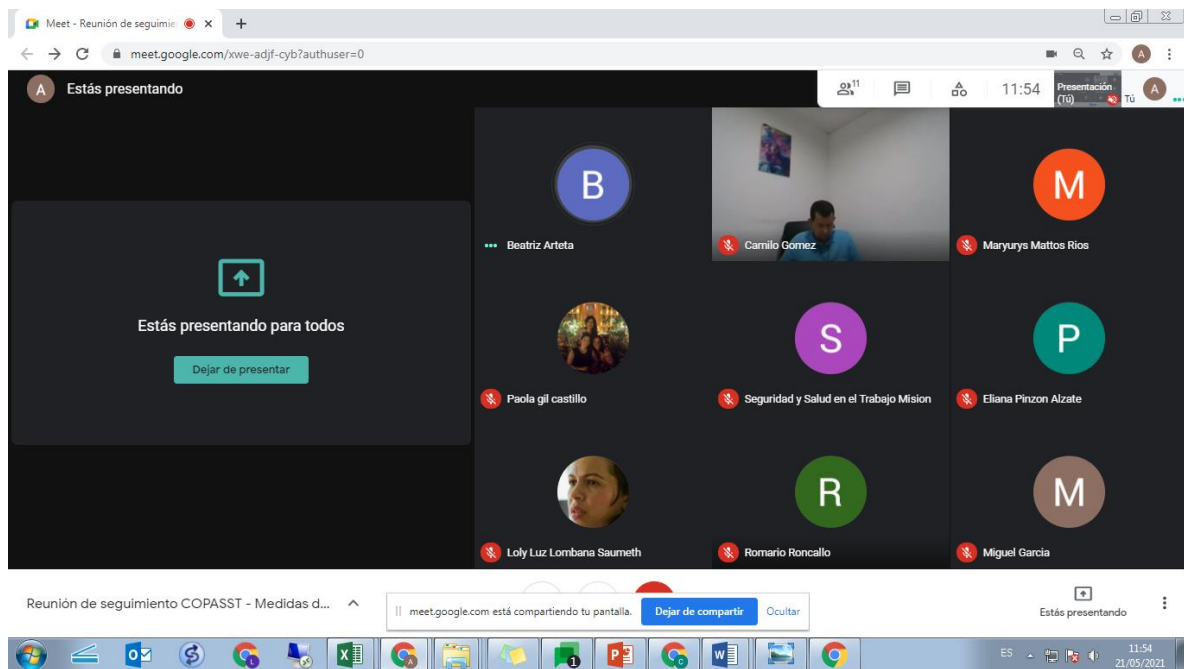 Meet - Reunión de seguimie
meet.google.com/xwe-adjf-cyb?authuser=0
A
A
Estás presentando
11
11:54
Presentación
(Tú)
Tú
A
B
Beatriz Arteta
Camilo Gomez
M
Maryurys Mattos Rios
Estás presentando para todos
Dejar de presentar
Paola gil castillo
S
Seguridad y Salud en el Trabajo Mision
P
Eliana Pinzon Alzate
Loly Luz Lombana Saumeth
R
Romario Roncallo
M
Miguel Garcia
Reunión de seguimiento COPASST - Medidas d...
meet.google.com está compartiendo tu pantalla.
Dejar de compartir
Ocultar
Estás presentando
ES
11:54
21/05/2021